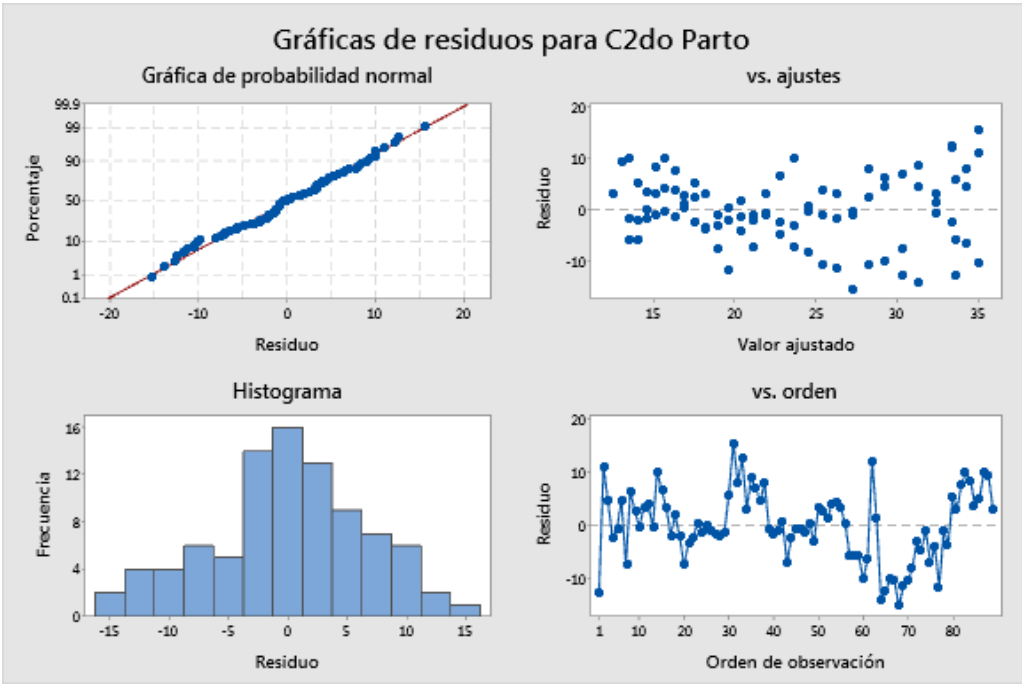 Gráficas de residuos para C2do Parto
Gráfica de probabilidad normal
99.9
99
90
50
10
1
0.1
Porcentaje
-20 -10 0 10 20
Residuo
vs. ajustes
20
10
0
-10
Residuo
15 20 25 30 35
Valor ajustado
Histograma
16
12
8
4
0
Frecuencia
-15 -10 -5 0 5 10 15
Residuo
vs. orden
20
10
0
-10
Residuo
1 10 20 30 40 50 60 70 80
Orden de observación